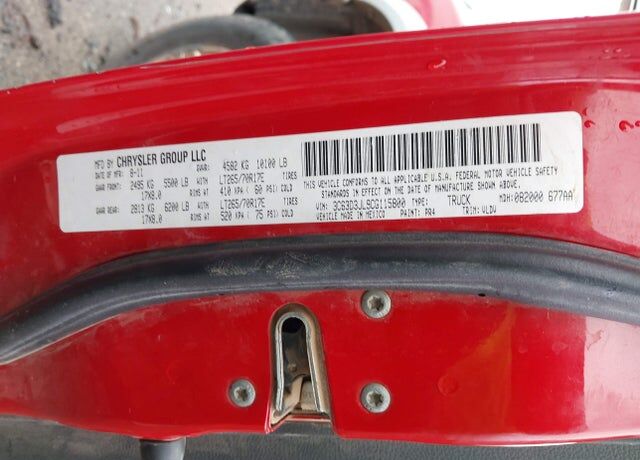 MFD BY CHRYSLER GROUP LLC GVWR: 4582 KG 10100 LB
DATE OF MFR: 8-11 GAWR: TIRES
FRONT 2495 KG 5500 LB WITH LT265/70R17E
17X8.0 RIMS AT 410 KPA ( 60 PSI) COLD
REAR 2813 KG 6200 LB WITH LT265/70R17E TIRES
17X8.0 RIMS AT 520 KPA ( 75 PSI) COLD
THIS VEHICLE CONFORMS TO ALL APPLICABLE U.S.A. FEDERAL MOTOR VEHICLE SAFETY
STANDARDS IN EFFECT ON THE DATE OF MANUFACTURE SHOWN ABOVE.
VIN: 3C63D3JL9CG115800 TYPE: TRUCK MDH: 082000 677AA
MADE IN MEXICO PAINT: PR4 TRIM: VLDV